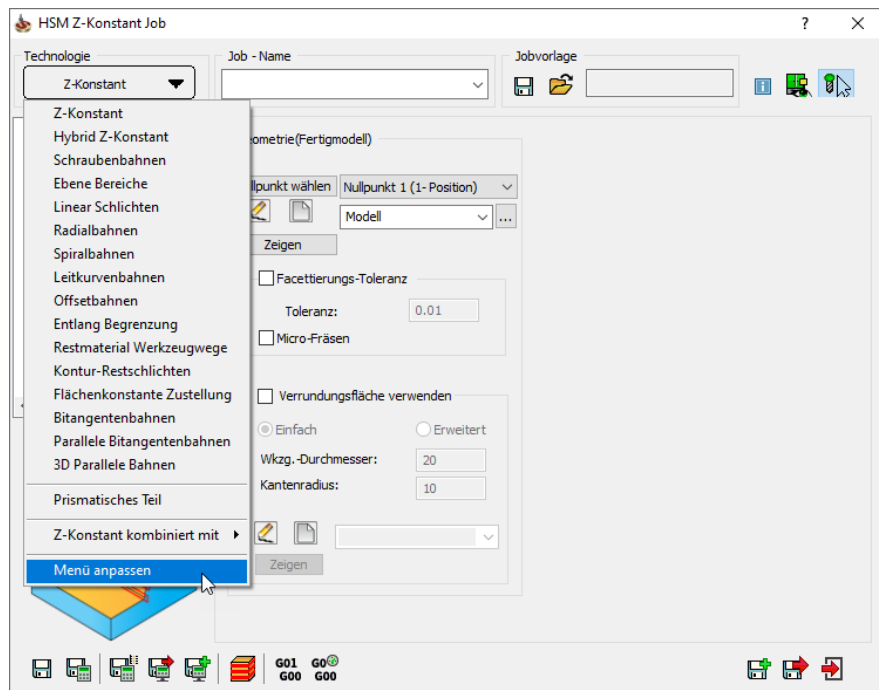 HSM Z-Konstant Job
?
Technologie
Job - Name
Jobvorlage
Z-Konstant
Z-Konstant
Hybrid Z-Konstant
Schraubenbahnen
Ebene Bereiche
Linear Schlichten
Radialbahnen
Spiralbahnen
Leitkurvenbahnen
Offsetbahnen
Entlang Begrenzung
Restmaterial Werkzeugwege
Kontur-Restschlichten
Flächenkonstante Zustellung
Bitangentenbahnen
Parallele Bitangentenbahnen
3D Parallele Bahnen
Prismatisches Teil
Z-Konstant kombiniert mit
Menü anpassen
ometrie(Fertigmodell)
llpunkt wählen Nullpunkt 1 (1- Position)
Modell
...
Zeigen
Facettierungs-Toleranz
Toleranz: 0.01
Micro-Fräsen
Verrundungsfläche verwenden
Einfach Erweitert
Wkzg.-Durchmesser: 20
Kantenradius: 10
Zeigen
G01 G0
G00 G00